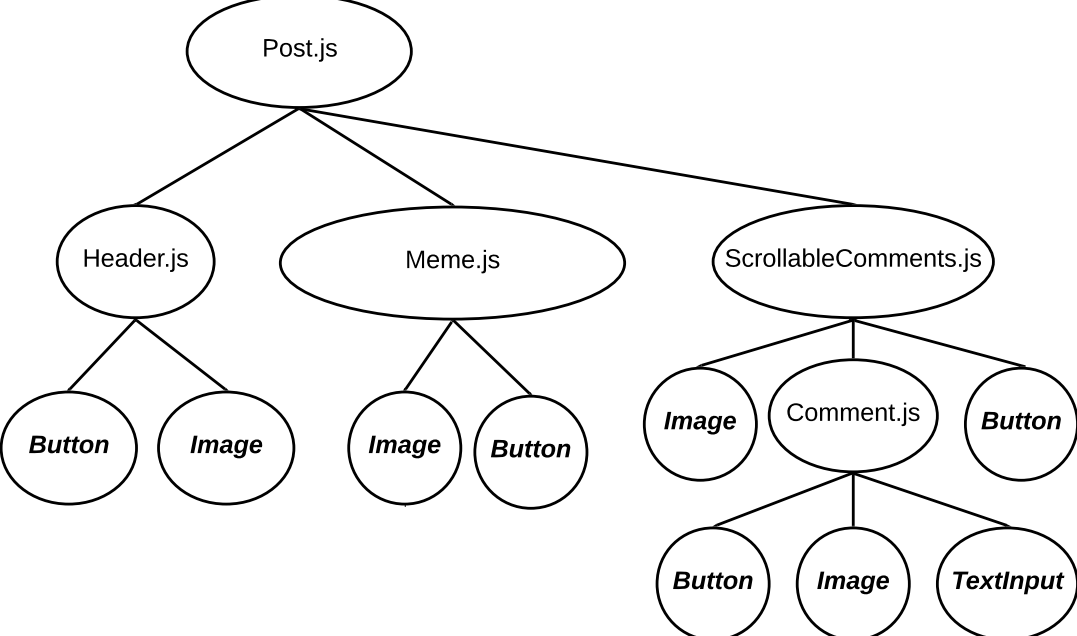 Post.js
Header.js
Meme.js
ScrollableComments.js
Button
Image
Image
Button
Image
Comment.js
Button
Button
Image
TextInput